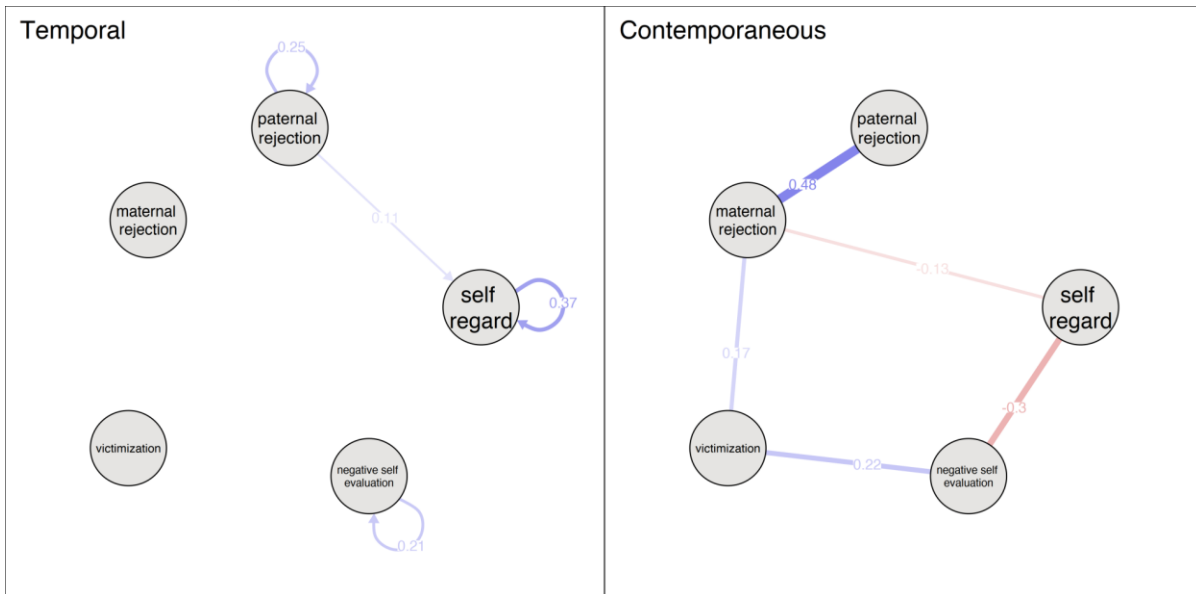 Temporal
0.25
paternal
rejection
maternal
rejection
0.11
self
regard
0.37
victimization
negative self
evaluation
0.21
Contemporaneous
paternal
rejection
0.48
maternal
rejection
-0.13
self
regard
0.17
-0.3
victimization
0.22
negative self
evaluation